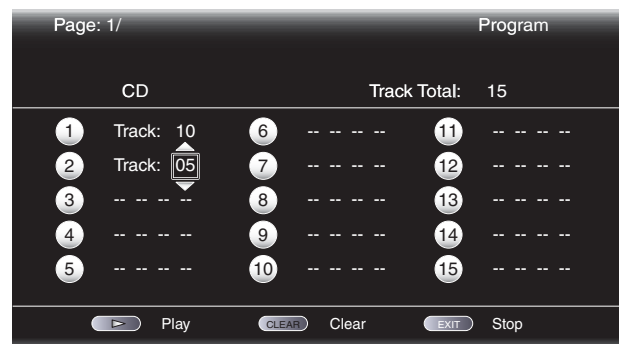 Page: 1/ Program
CD Track Total: 15
1 Track: 10 6 -- -- -- -- 11 -- -- -- --
2 Track: 05 7 -- -- -- -- 12 -- -- -- --
3 -- -- -- -- 8 -- -- -- -- 13 -- -- -- --
4 -- -- -- -- 9 -- -- -- -- 14 -- -- -- --
5 -- -- -- -- 10 -- -- -- -- 15 -- -- -- --
Play CLEAR Clear EXIT Stop